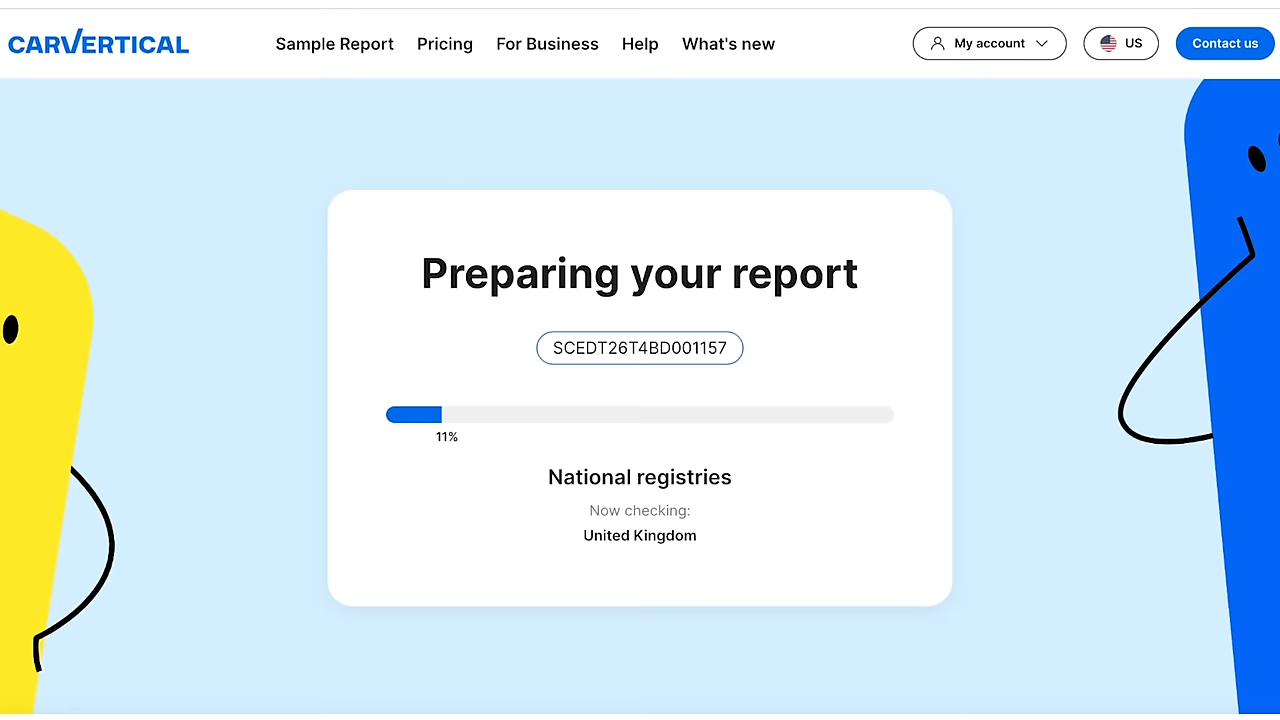 CARVERTICAL
Sample Report
Pricing
For Business
Help
What's new
My account
US
Contact us
Preparing your report
SCEDT26T4BD001157
11%
National registries
Now checking:
United Kingdom